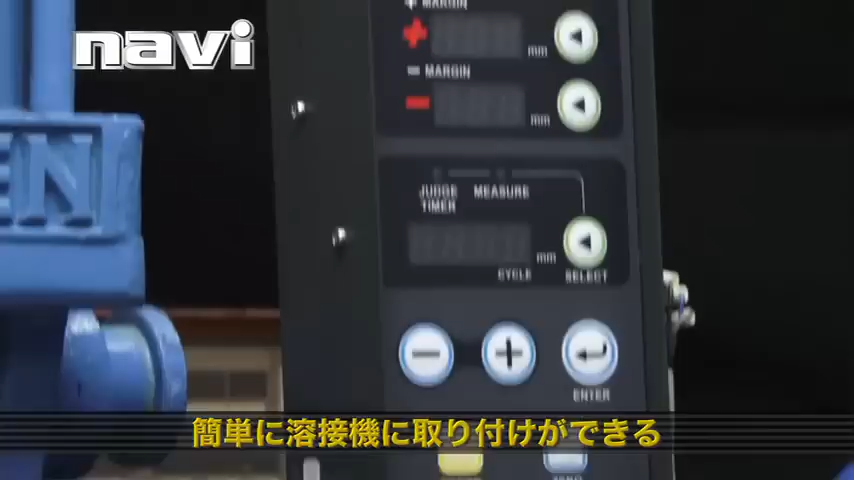 navi
+ MARGIN
mm
− MARGIN
mm
JUDGE TIMER
MEASURE
mm
CYCLE
SELECT
ENTER
簡単に溶接機に取り付けができる